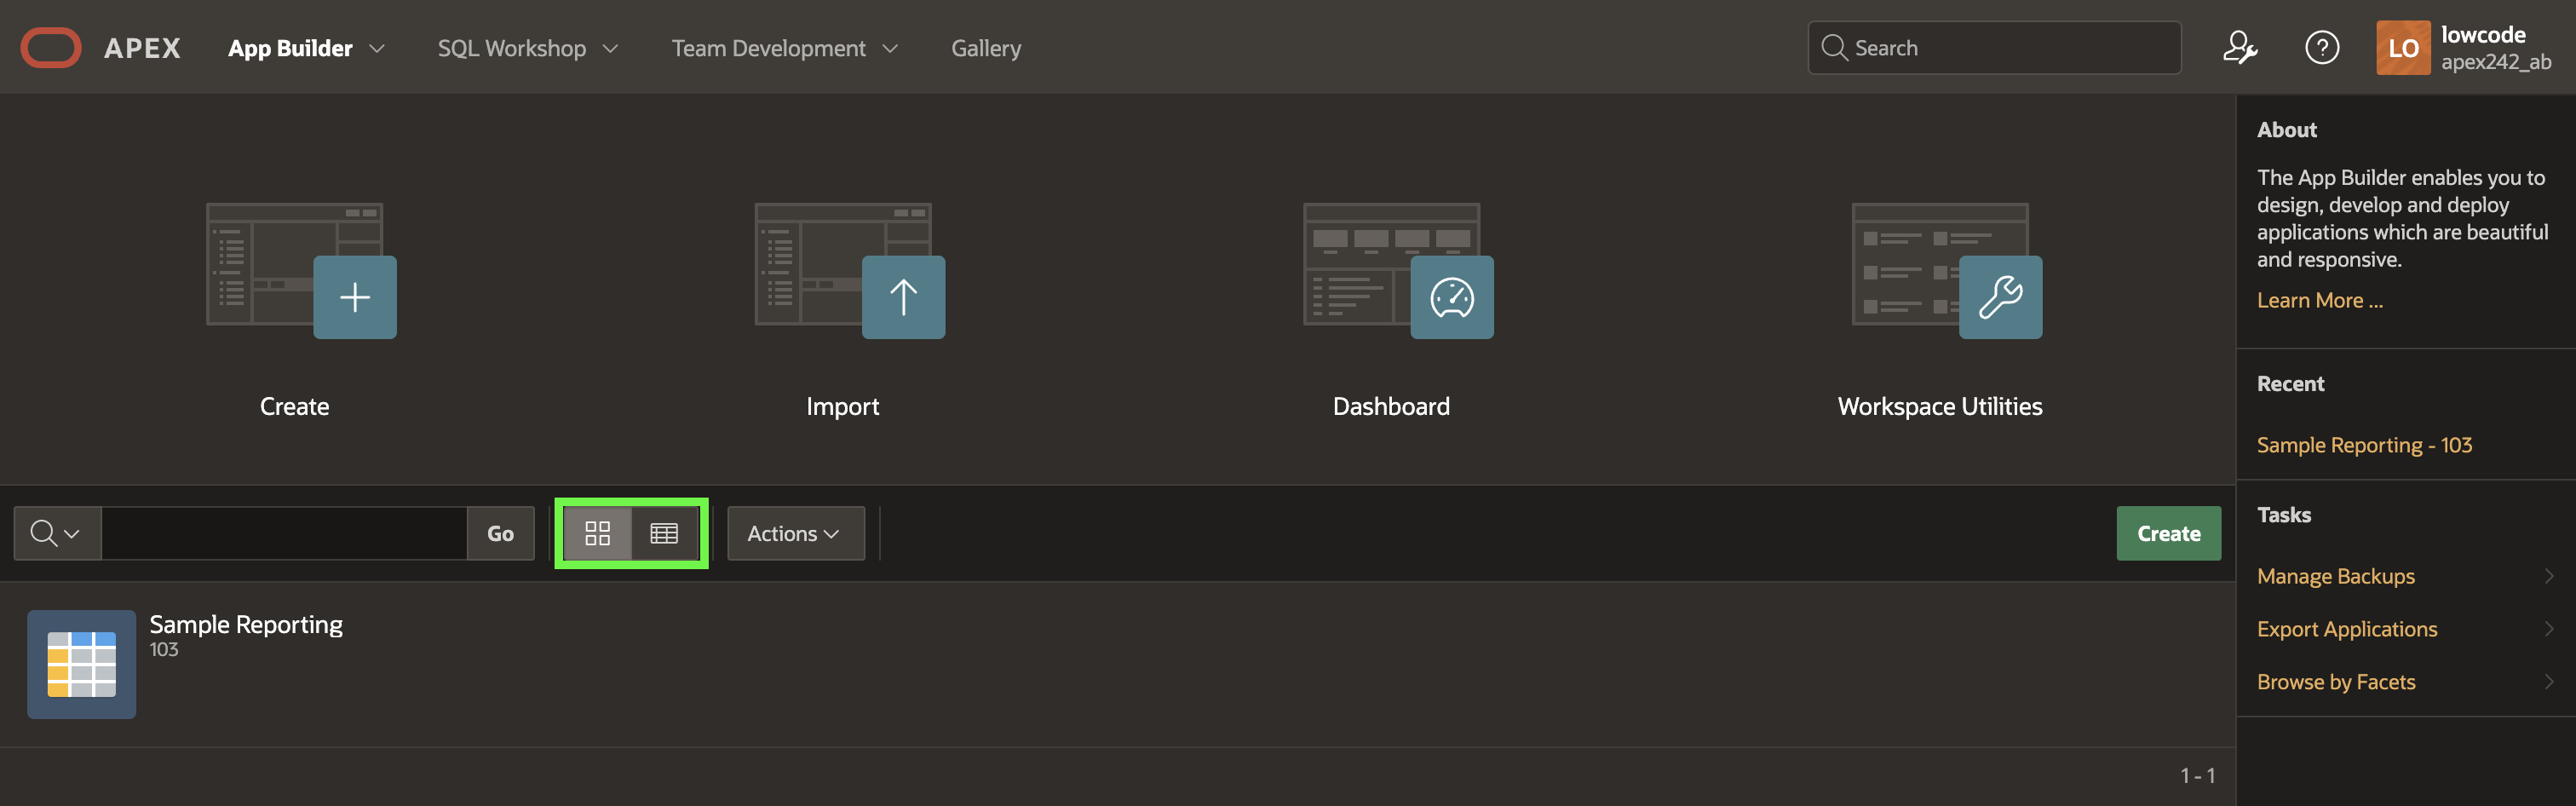 APEX
App Builder
SQL Workshop
Team Development
Gallery
Search
LO
lowcode
apex242_ab
Create
Import
Dashboard
Workspace Utilities
Go
Actions
Create
Sample Reporting
103
1 - 1
About
The App Builder enables you to
design, develop and deploy
applications which are beautiful
and responsive.
Learn More ...
Recent
Sample Reporting - 103
Tasks
Manage Backups
Export Applications
Browse by Facets